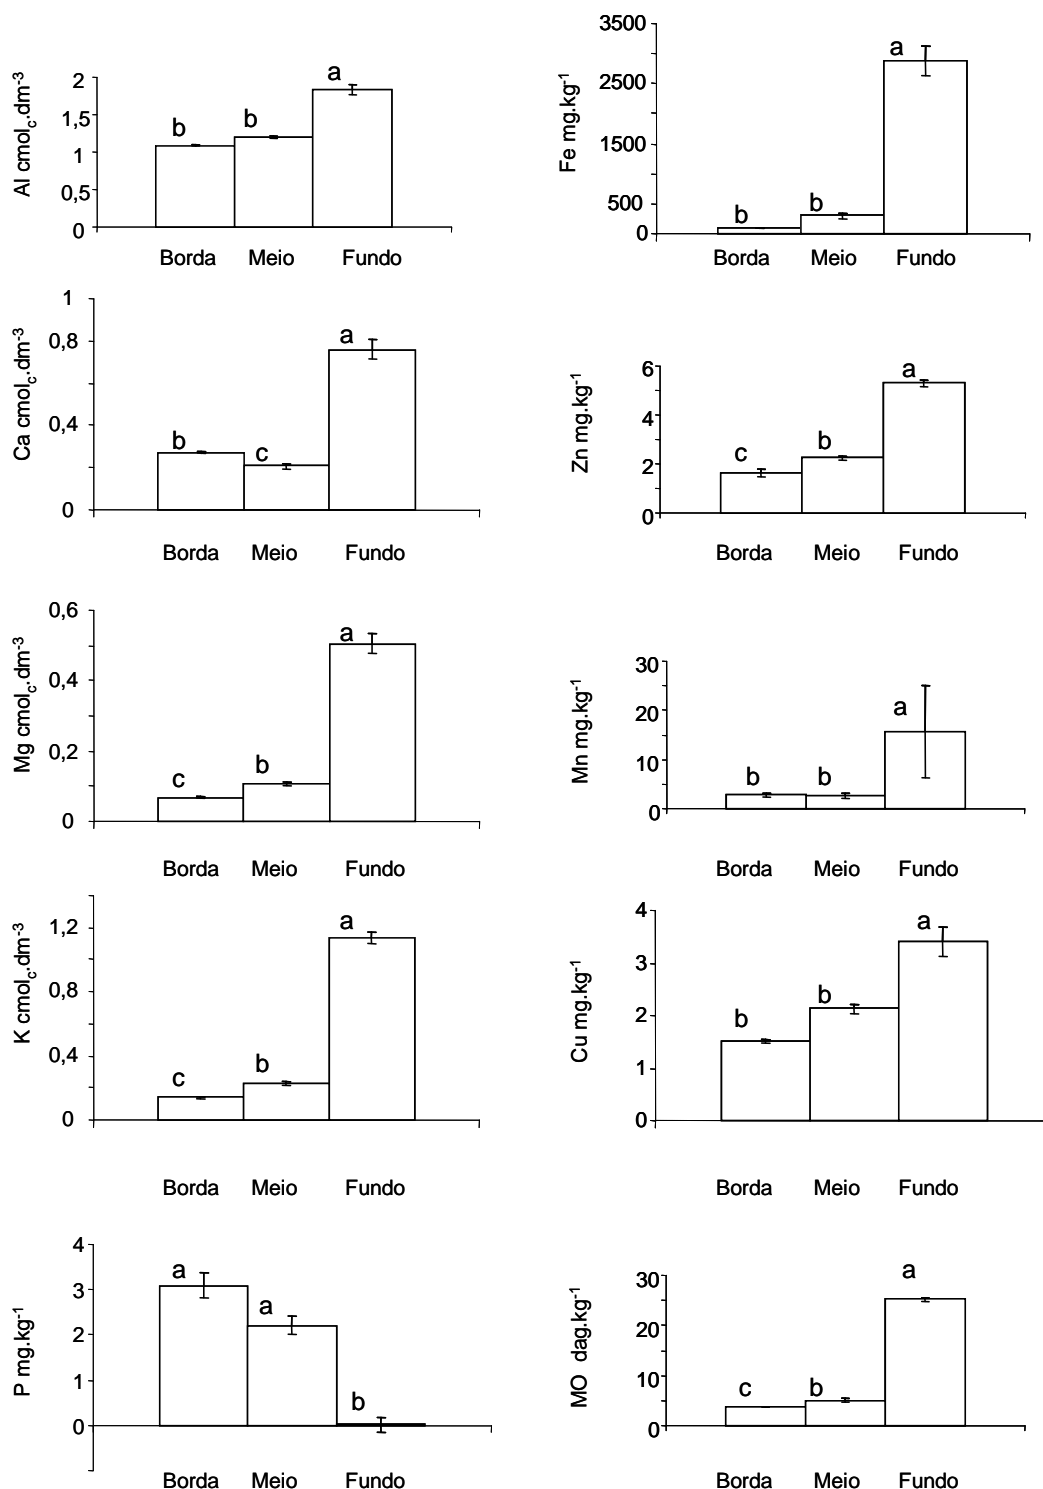 Al cmolc.dm-3
2
1,5
1
0,5
0
b
b
a
Borda Meio Fundo
Fe mg.kg-1
3500
2500
1500
500
0
b
b
a
Borda Meio Fundo
Ca cmolc.dm-3
1
0,8
0,4
0
b
c
a
Borda Meio Fundo
Zn mg.kg-1
6
4
2
0
c
b
a
Borda Meio Fundo
Mg cmolc.dm-3
0,6
0,4
0,2
0
c
b
a
Borda Meio Fundo
Mn mg.kg-1
30
20
10
0
b
b
a
Borda Meio Fundo
K cmolc.dm-3
1,2
0,8
0,4
0
c
b
a
Borda Meio Fundo
Cu mg.kg-1
4
3
2
1
0
b
b
a
Borda Meio Fundo
P mg.kg-1
4
3
2
1
0
a
a
b
Borda Meio Fundo
MO dag.kg-1
30
20
10
0
c
b
a
Borda Meio Fundo